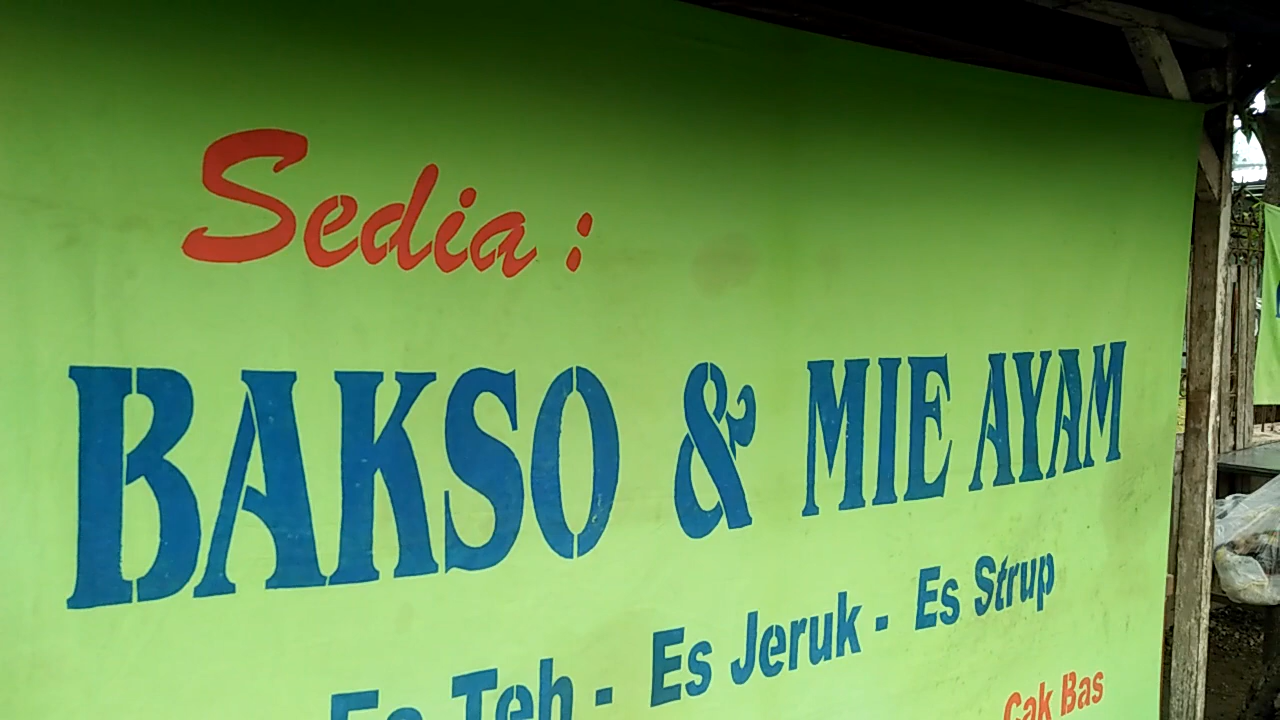 Sedia :
BAKSO & MIE AYAM
Es Teh - Es Jeruk - Es Strup
Cak Bas